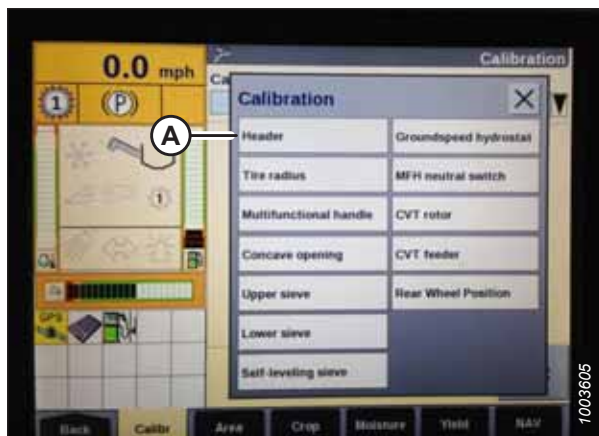 0.0 mph
Calibration
Ca
1
(P)
Calibration
A
Header
Groundspeed hydrostat
Tire radius
MFH neutral switch
1
Multifunctional handle
CVT rotor
Concave opening
CVT feeder
Upper sieve
Rear Wheel Position
GPS
Lower sieve
Self-leveling sieve
Back
Calibr
Area
Crop
Moisture
Yield
NAV
1003605